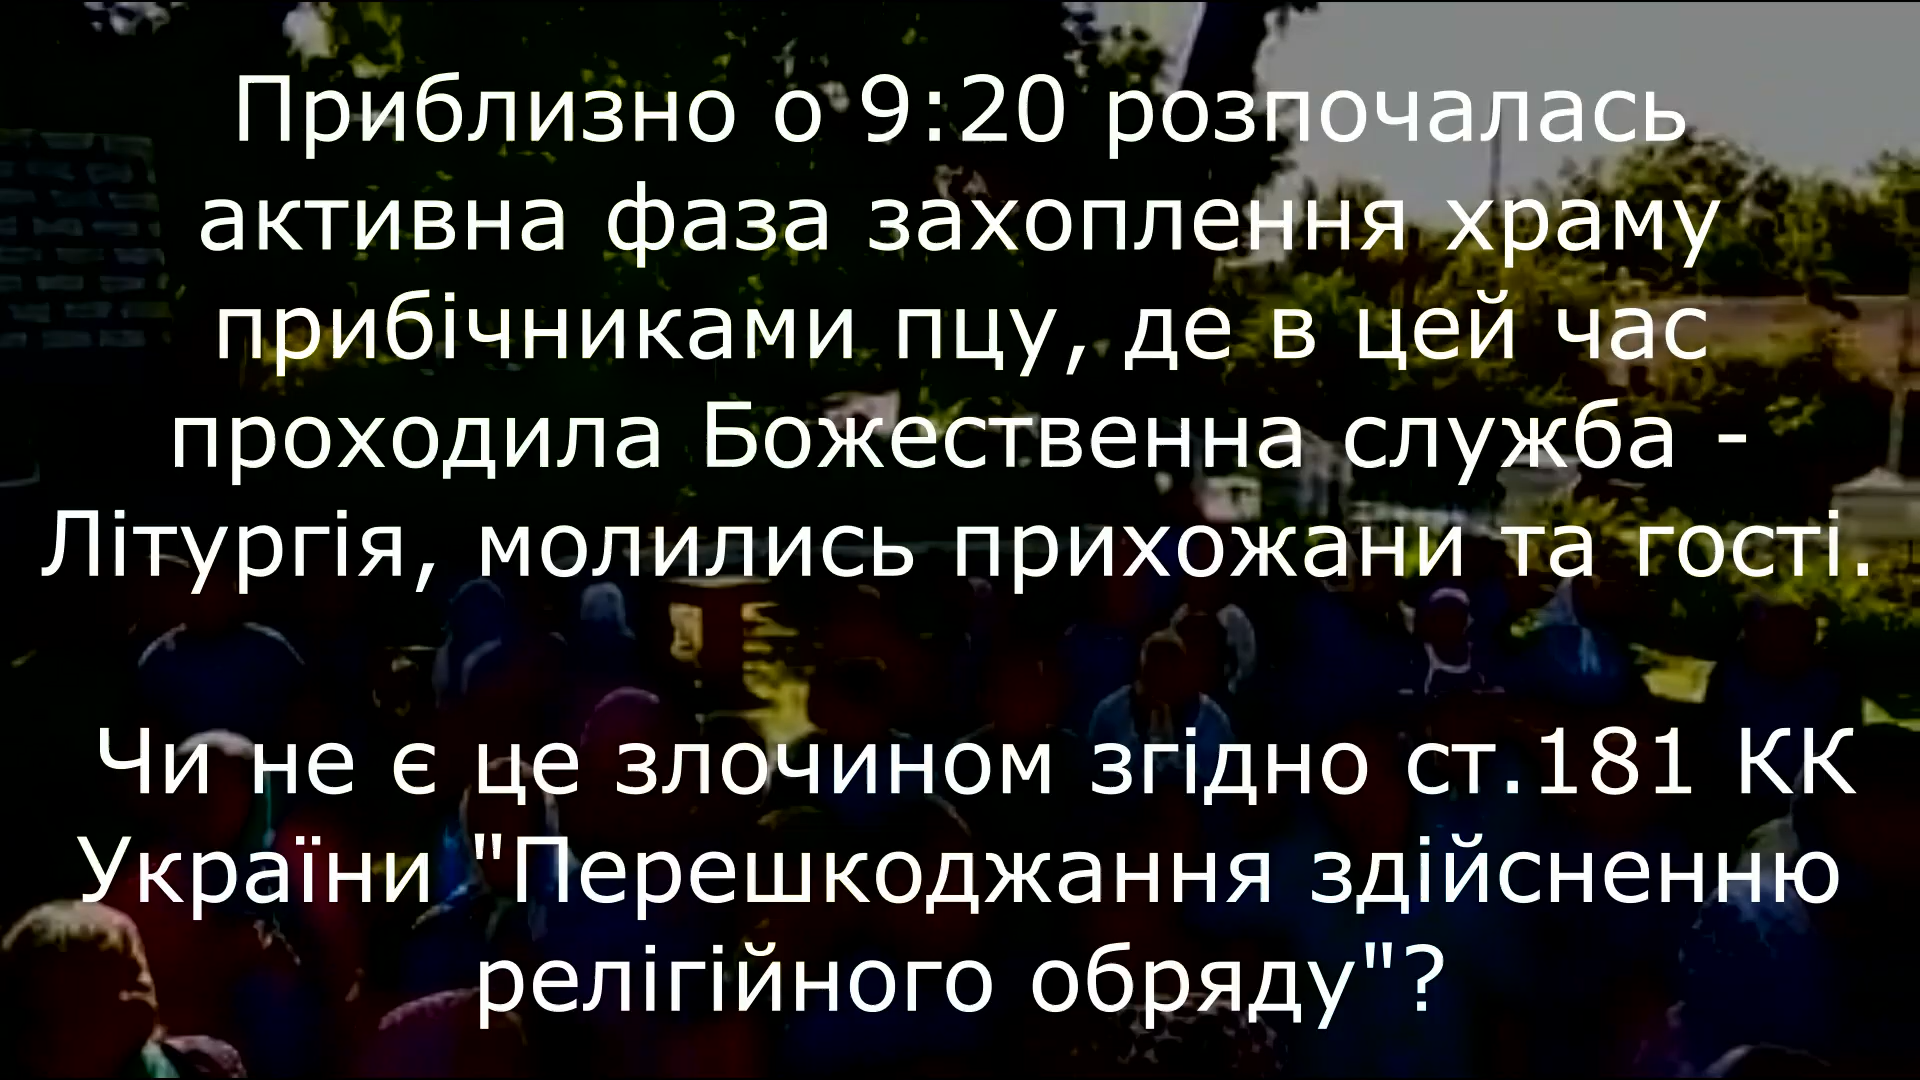 Приблизно о 9:20 розпочалась
активна фаза захоплення храму
прибічниками пцу, де в цей час
проходила Божественна служба -
Літургія, молились прихожани та гості.
Чи не є це злочином згідно ст.181 КК
України "Перешкоджання здійсненню
релігійного обряду"?